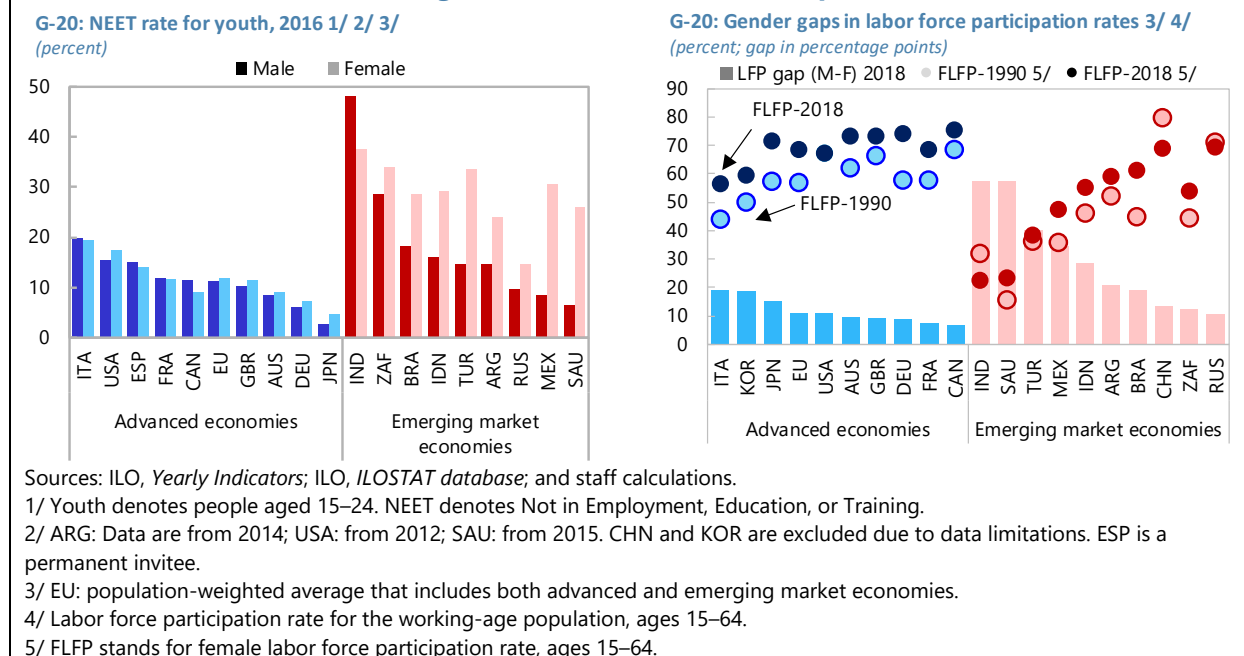 G-20: NEET rate for youth, 2016 1/ 2/ 3/
(percent)
Male Female
50
40
30
20
10
0
ITA USA ESP FRA CAN EU GBR AUS DEU JPN IND ZAF BRA IDN TUR ARG RUS MEX SAU
Advanced economies
Emerging market
economies
G-20: Gender gaps in labor force participation rates 3/ 4/
(percent; gap in percentage points)
LFP gap (M-F) 2018 FLFP-1990 5/ FLFP-2018 5/
90
80
70
60
50
40
30
20
10
0
FLFP-2018
FLFP-1990
ITA KOR JPN EU USA AUS GBR DEU FRA CAN IND SAU TUR MEX IDN ARG BRA CHN ZAF RUS
Advanced economies Emerging market economies
Sources: ILO, Yearly Indicators; ILO, ILOSTAT database; and staff calculations.
1/ Youth denotes people aged 15–24. NEET denotes Not in Employment, Education, or Training.
2/ ARG: Data are from 2014; USA: from 2012; SAU: from 2015. CHN and KOR are excluded due to data limitations. ESP is a
permanent invitee.
3/ EU: population-weighted average that includes both advanced and emerging market economies.
4/ Labor force participation rate for the working-age population, ages 15–64.
5/ FLFP stands for female labor force participation rate, ages 15–64.